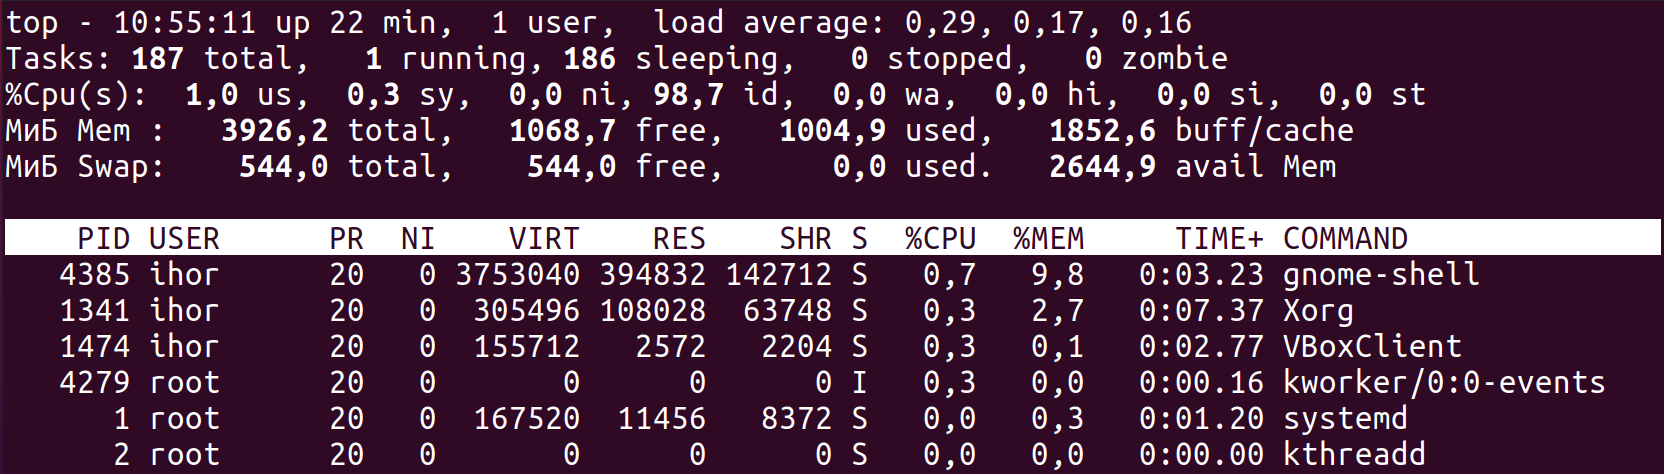 top - 10:55:11 up 22 min,  1 user,  load average: 0,29, 0,17, 0,16
Tasks: 187 total,   1 running, 186 sleeping,   0 stopped,   0 zombie
%Cpu(s):  1,0 us,  0,3 sy,  0,0 ni, 98,7 id,  0,0 wa,  0,0 hi,  0,0 si,  0,0 st
МиБ Mem :   3926,2 total,   1068,7 free,   1004,9 used,   1852,6 buff/cache
МиБ Swap:    544,0 total,    544,0 free,      0,0 used.   2644,9 avail Mem
    PID USER      PR  NI    VIRT    RES    SHR S  %CPU  %MEM     TIME+ COMMAND
   4385 ihor      20   0 3753040 394832 142712 S   0,7   9,8   0:03.23 gnome-shell
   1341 ihor      20   0  305496 108028  63748 S   0,3   2,7   0:07.37 Xorg
   1474 ihor      20   0  155712   2572   2204 S   0,3   0,1   0:02.77 VBoxClient
   4279 root      20   0       0      0      0 I   0,3   0,0   0:00.16 kworker/0:0-events
      1 root      20   0  167520  11456   8372 S   0,0   0,3   0:01.20 systemd
      2 root      20   0       0      0      0 S   0,0   0,0   0:00.00 kthreadd